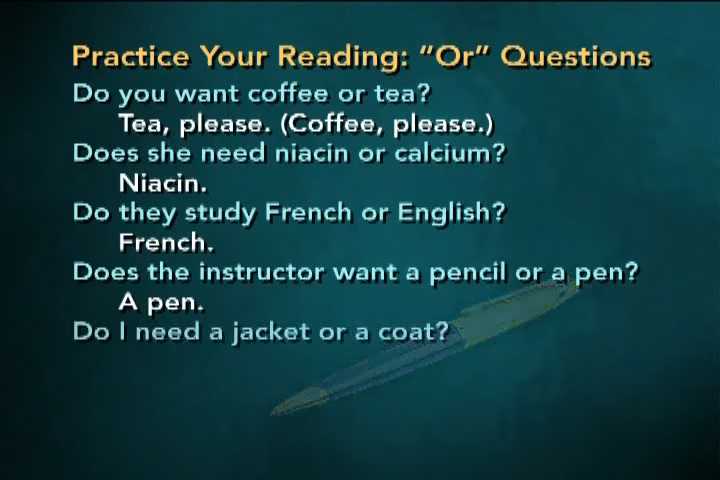 Practice Your Reading: “Or” Questions
Do you want coffee or tea?
Tea, please. (Coffee, please.)
Does she need niacin or calcium?
Niacin.
Do they study French or English?
French.
Does the instructor want a pencil or a pen?
A pen.
Do I need a jacket or a coat?